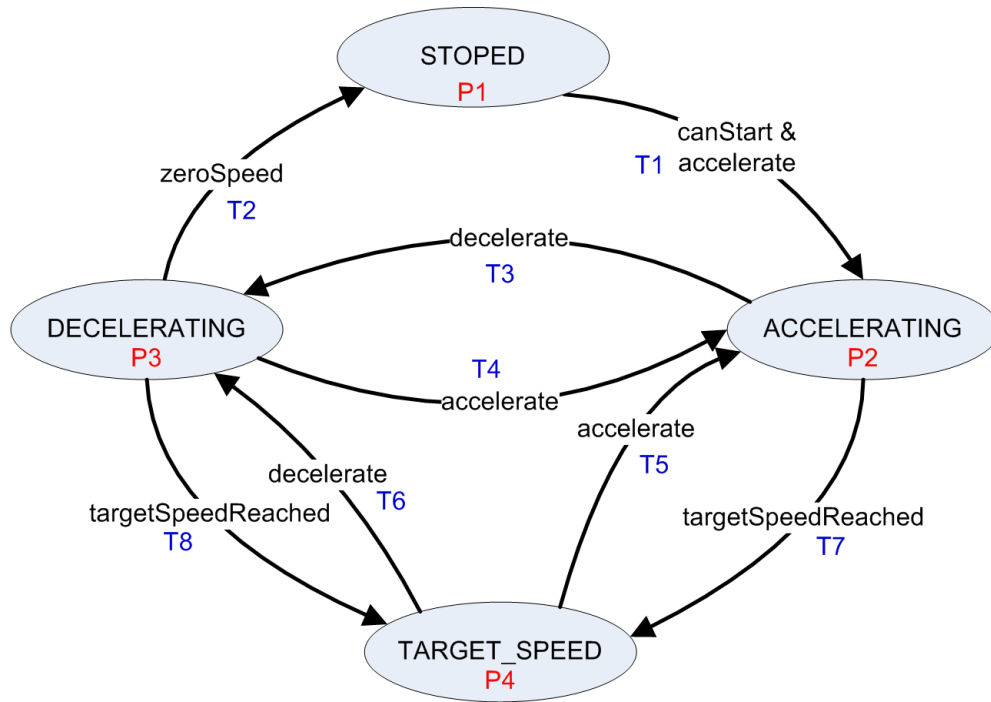 STOPED
P1
canStart &
accelerate
T1
zeroSpeed
T2
decelerate
T3
DECELERATING
P3
ACCELERATING
P2
T4
accelerate
accelerate
T5
decelerate
T6
targetSpeedReached
T8
targetSpeedReached
T7
TARGET_SPEED
P4